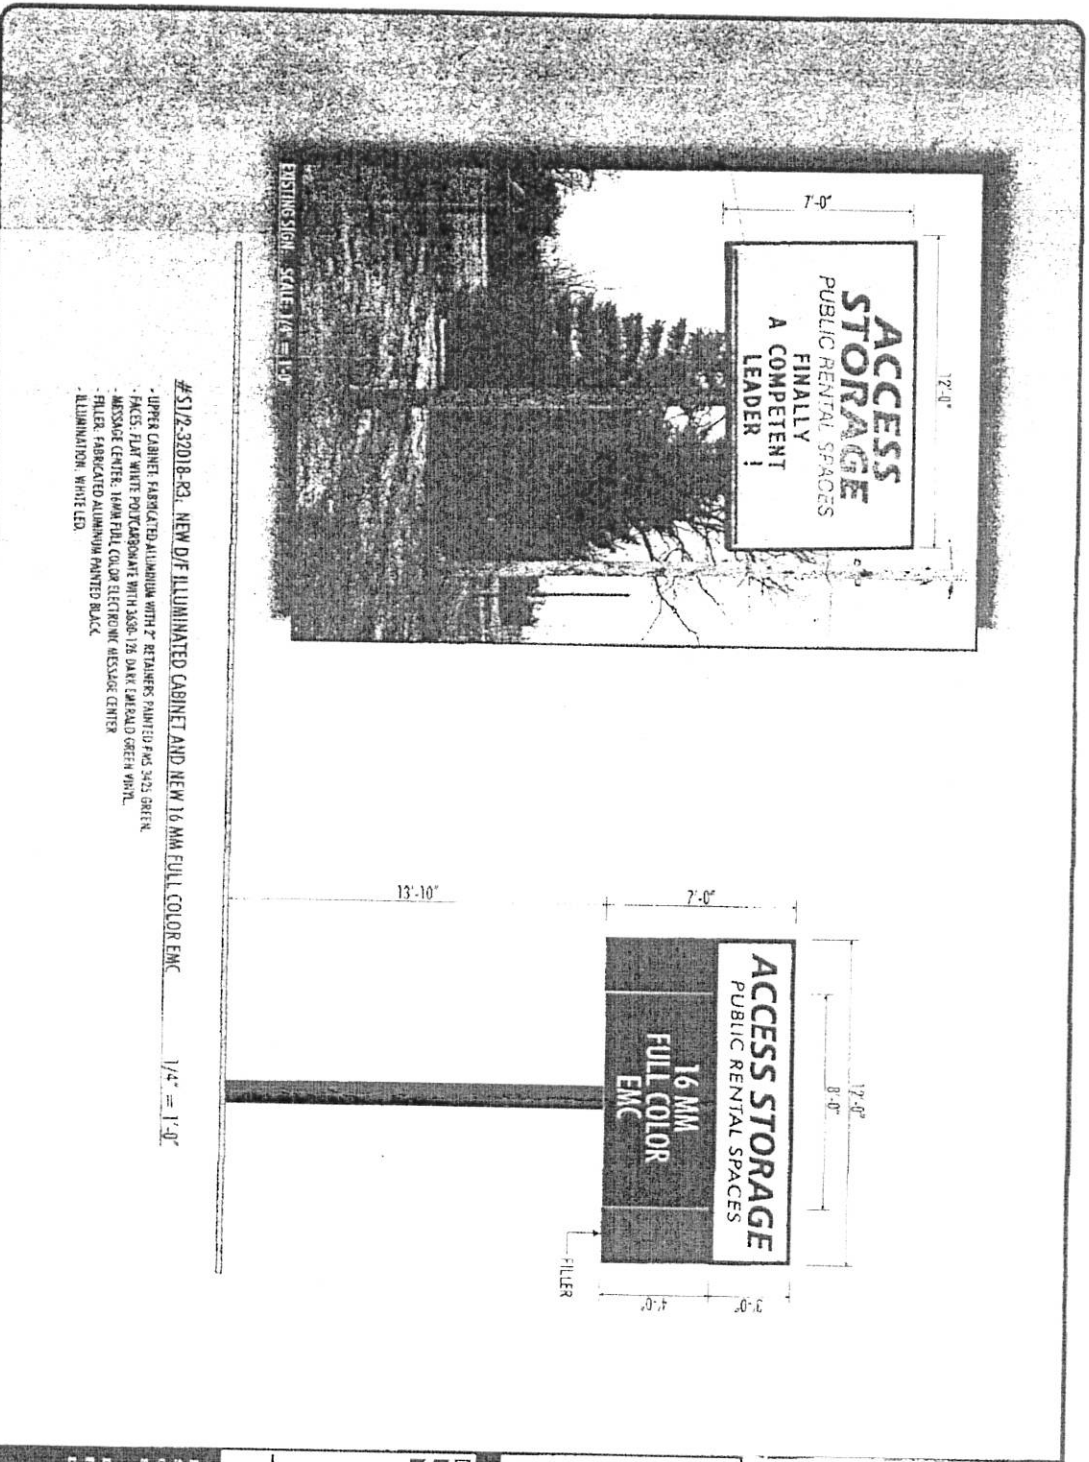 7'-0"
12'-0"
ACCESS
STORAGE
PUBLIC RENTAL SPACES
FINALLY
A COMPETENT
LEADER !
EXISTING SIGN SCALE:
12'-0"
8'-0"
7'-0"
13'-10"
ACCESS STORAGE
PUBLIC RENTAL SPACES
16 MM
FULL COLOR
EMC
3'-0"
4'-0"
FILLER
#S1/2-32018-R3: NEW D/F ILLUMINATED CABINET AND NEW 16 MM FULL COLOR EMC 1/4" = 1'-0"
- UPPER CABINET: FABRICATED ALUMINUM WITH 2" RETAINERS PAINTED PMS 3425 GREEN.
- FACES: FLAT WHITE POLYCARBONATE WITH 3630-126 DARK EMERALD GREEN VINYL.
- MESSAGE CENTER: 16MM FULL COLOR ELECTRONIC MESSAGE CENTER
- FILLER: FABRICATED ALUMINUM PAINTED BLACK.
- ILLUMINATION: WHITE LED.